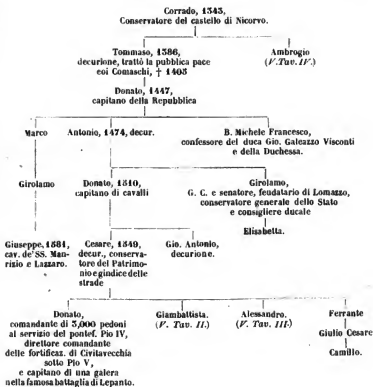 Corrado, 1343,
Conservatore del castello di Nicorvo.
Tommaso, 1386,
decurione, trattò la pubblica pace
coi Comaschi, † 1405
Ambrogio
(V. Tav. IV.)
Donato, 1447,
capitano della Repubblica
Marco
Antonio, 1474, decur.
B. Michele Francesco,
confessore del duca Gio. Galeazzo Visconti
e della Duchessa.
Girolamo
Donato, 1510,
capitano di cavalli
Girolamo,
G. C. e senatore, feudatario di Lomazzo,
conservatore generale dello Stato
e consigliere ducale
Elisabetta.
Giuseppe, 1581,
cav. de' SS. Mau-
rizio e Lazzaro.
Cesare, 1549,
decur., conserva-
tore del Patrimo-
nio e giudice delle
strade
Gio. Antonio,
decurione.
Donato,
comandante di 3,000 pedoni
al servizio del pontef. Pio IV,
direttore comandante
delle fortificaz. di Civitavecchia
sotto Pio V,
e capitano di una galera
nella famosa battaglia di Lepanto.
Giambattista.
(V. Tav. II.)
Alessandro.
(V. Tav. III.)
Ferrante
Giulio Cesare
Camillo.